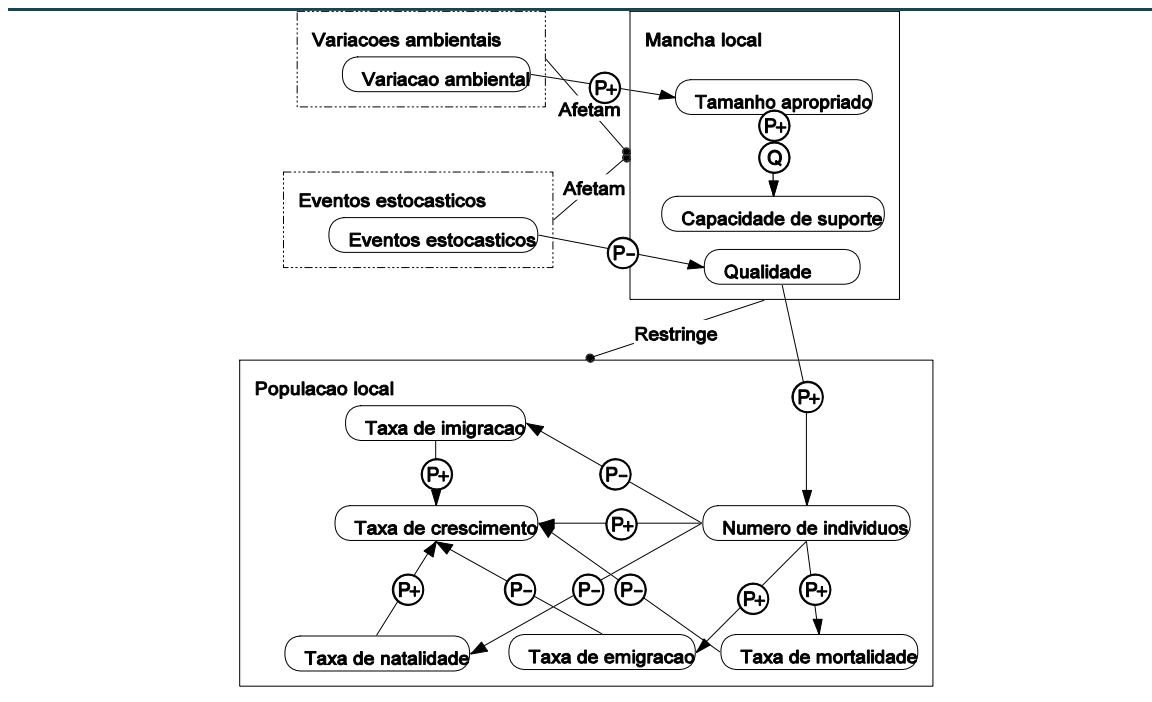 Variacoes ambientais
Variacao ambiental
P+
Afetam
Mancha local
Tamanho apropriado
P+
Q
Capacidade de suporte
Afetam
Eventos estocasticos
Eventos estocasticos
P–
Qualidade
Restringe
Populacao local
P+
Taxa de imigracao
P+
P–
Taxa de crescimento
P+
Numero de individuos
P+
P–
P–
P–
P+
P+
Taxa de natalidade
Taxa de emigracao
Taxa de mortalidade